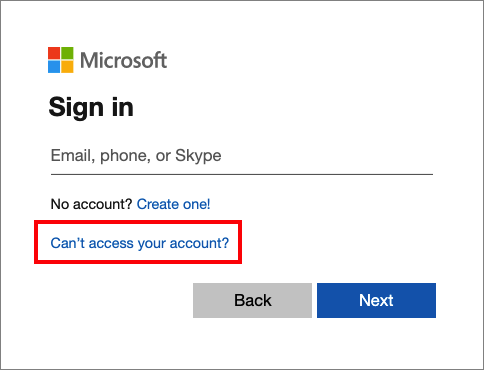 Microsoft
Sign in
Email, phone, or Skype
No account? Create one!
Can't access your account?
Back Next